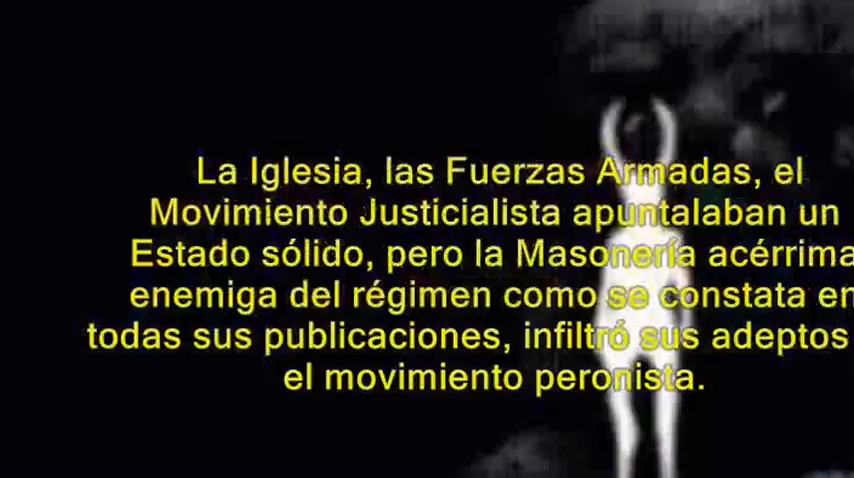 La Iglesia, las Fuerzas Armadas, el
Movimiento Justicialista apuntalaban un
Estado sólido, pero la Masonería acérrima
enemiga del régimen como se constata en
todas sus publicaciones, infiltró sus adeptos
el movimiento peronista.